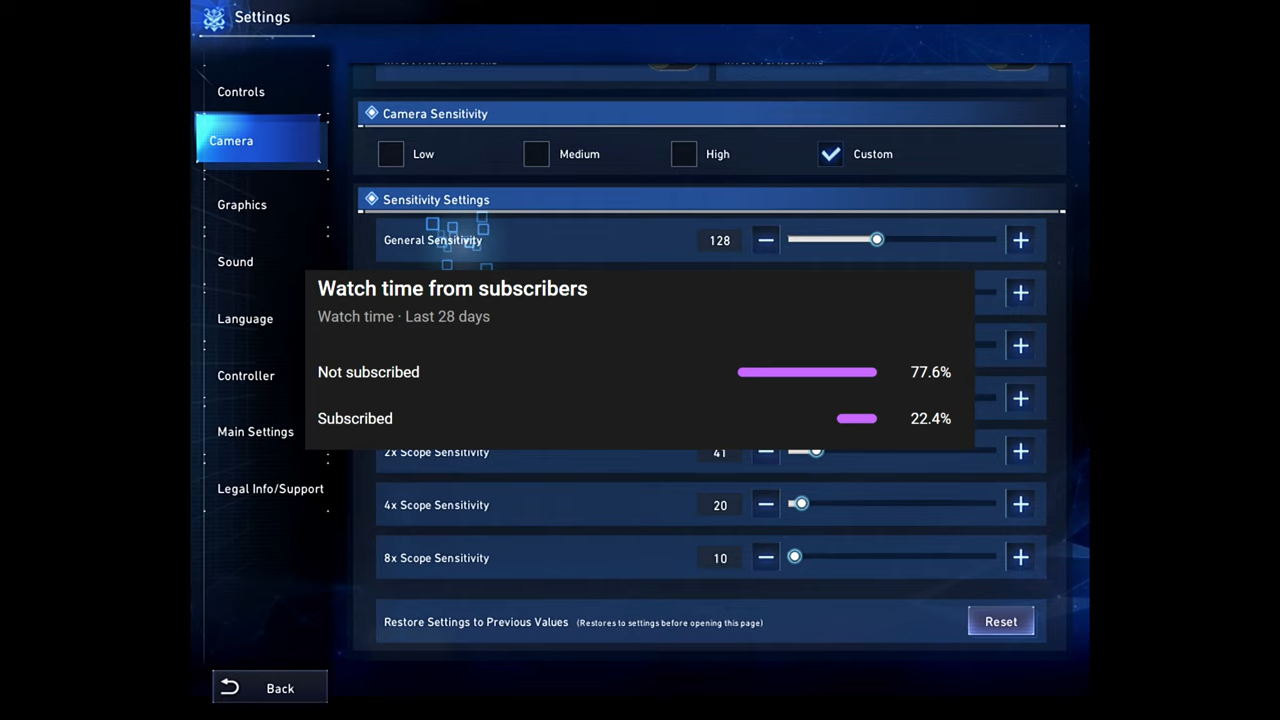 Settings
Controls
Camera
Graphics
Sound
Language
Controller
Main Settings
Legal Info/Support
Back
Camera Sensitivity
Low Medium High Custom
Sensitivity Settings
General Sensitivity 128
Watch time from subscribers
Watch time · Last 28 days
Not subscribed 77.6%
Subscribed 22.4%
2x Scope Sensitivity 41
4x Scope Sensitivity 20
8x Scope Sensitivity 10
Restore Settings to Previous Values (Restores to settings before opening this page) Reset